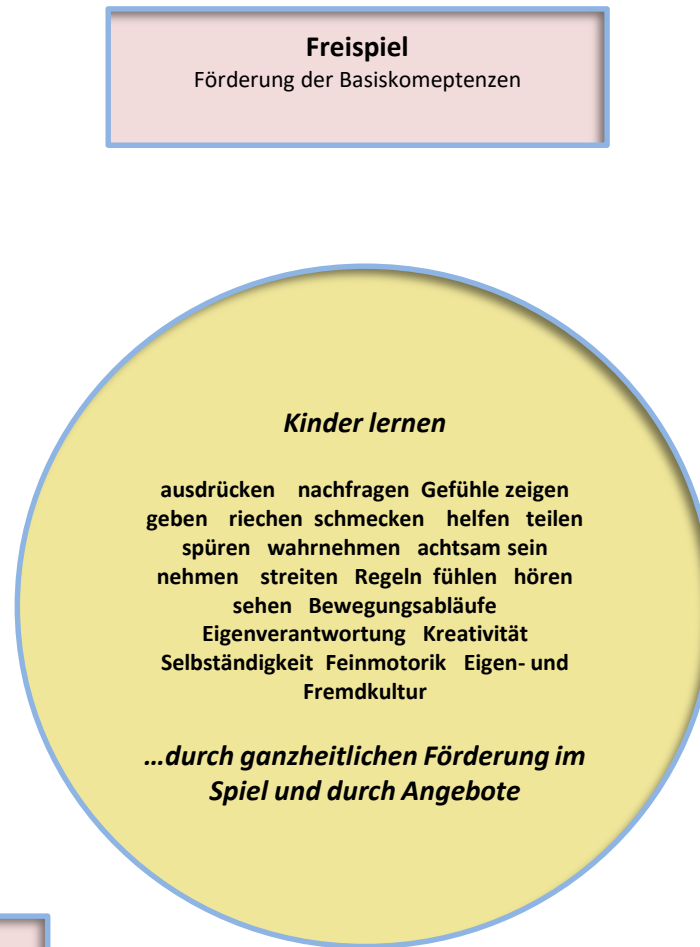 Freispiel
Förderung der Basiskomeptenzen
Kinder lernen
ausdrücken nachfragen Gefühle zeigen
geben riechen schmecken helfen teilen
spüren wahrnehmen achtsam sein
nehmen streiten Regeln fühlen hören
sehen Bewegungsabläufe
Eigenverantwortung Kreativität
Selbständigkeit Feinmotorik Eigen- und
Fremdkultur
...durch ganzheitlichen Förderung im
Spiel und durch Angebote